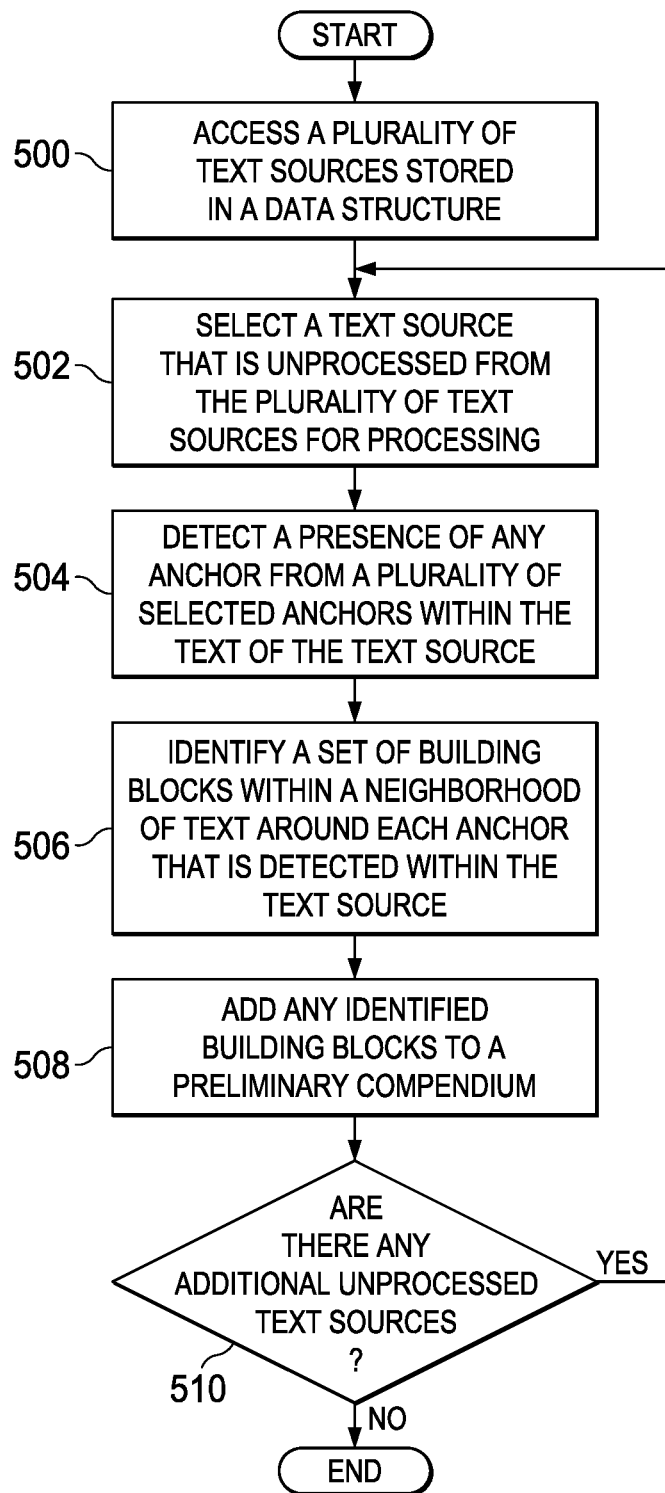 START
500
ACCESS A PLURALITY OF
TEXT SOURCES STORED
IN A DATA STRUCTURE
502
SELECT A TEXT SOURCE
THAT IS UNPROCESSED FROM
THE PLURALITY OF TEXT
SOURCES FOR PROCESSING
504
DETECT A PRESENCE OF ANY
ANCHOR FROM A PLURALITY OF
SELECTED ANCHORS WITHIN THE
TEXT OF THE TEXT SOURCE
506
IDENTIFY A SET OF BUILDING
BLOCKS WITHIN A NEIGHBORHOOD
OF TEXT AROUND EACH ANCHOR
THAT IS DETECTED WITHIN THE
TEXT SOURCE
508
ADD ANY IDENTIFIED
BUILDING BLOCKS TO A
PRELIMINARY COMPENDIUM
ARE
THERE ANY
ADDITIONAL UNPROCESSED
TEXT SOURCES
?
YES
510
NO
END